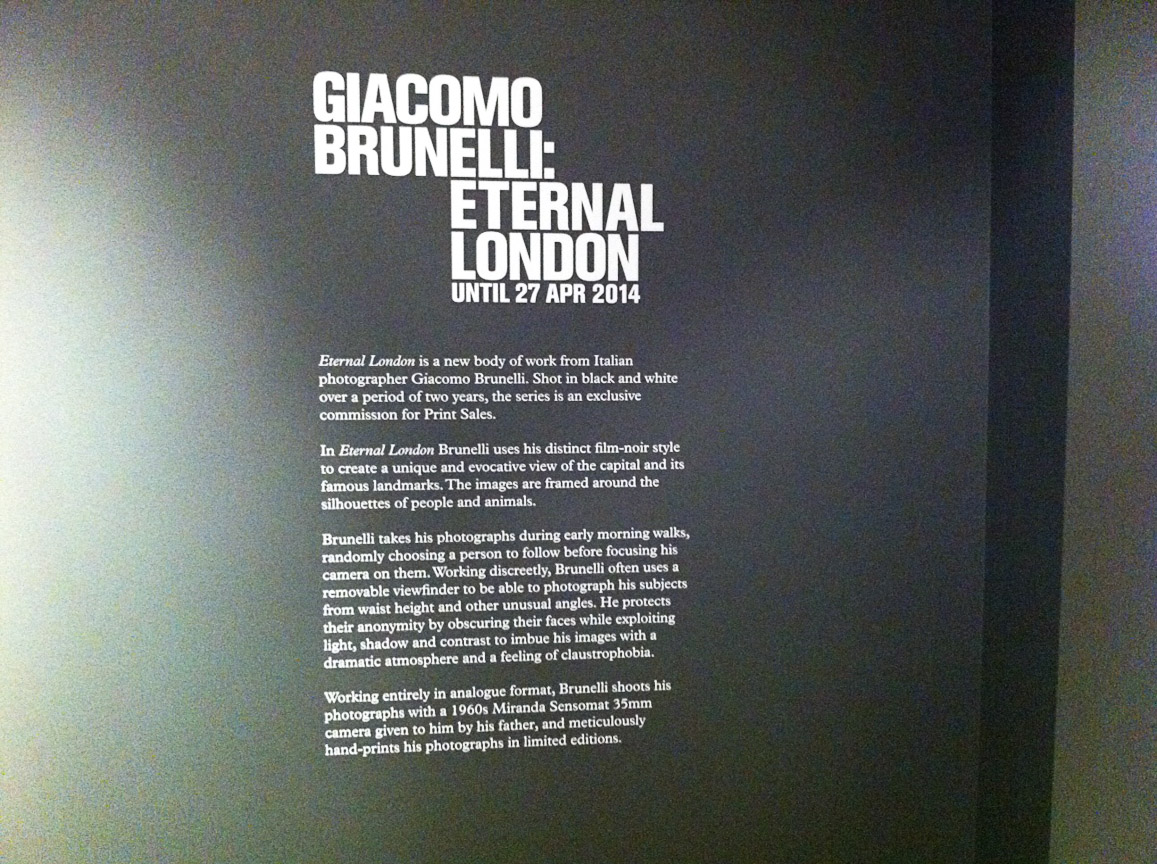 GIACOMO
BRUNELLI:
ETERNAL
LONDON
UNTIL 27 APR 2014
Eternal London is a new body of work from Italian
photographer Giacomo Brunelli. Shot in black and white
over a period of two years, the series is an exclusive
commission for Print Sales.
In Eternal London Brunelli uses his distinct film-noir style
to create a unique and evocative view of the capital and its
famous landmarks. The images are framed around the
silhouettes of people and animals.
Brunelli takes his photographs during early morning walks,
randomly choosing a person to follow before focusing his
camera on them. Working discreetly, Brunelli often uses a
removable viewfinder to be able to photograph his subjects
from waist height and other unusual angles. He protects
their anonymity by obscuring their faces while exploiting
light, shadow and contrast to imbue his images with a
dramatic atmosphere and a feeling of claustrophobia.
Working entirely in analogue format, Brunelli shoots his
photographs with a 1960s Miranda Sensomat 35mm
camera given to him by his father, and meticulously
hand-prints his photographs in limited editions.